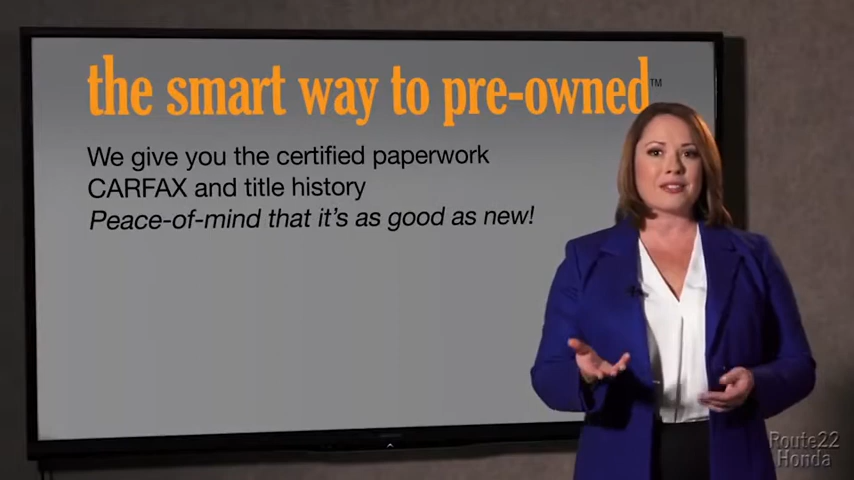 the smart way to pre-owned™
We give you the certified paperwork
CARFAX and title history
Peace-of-mind that it's as good as new!
Route22
Honda